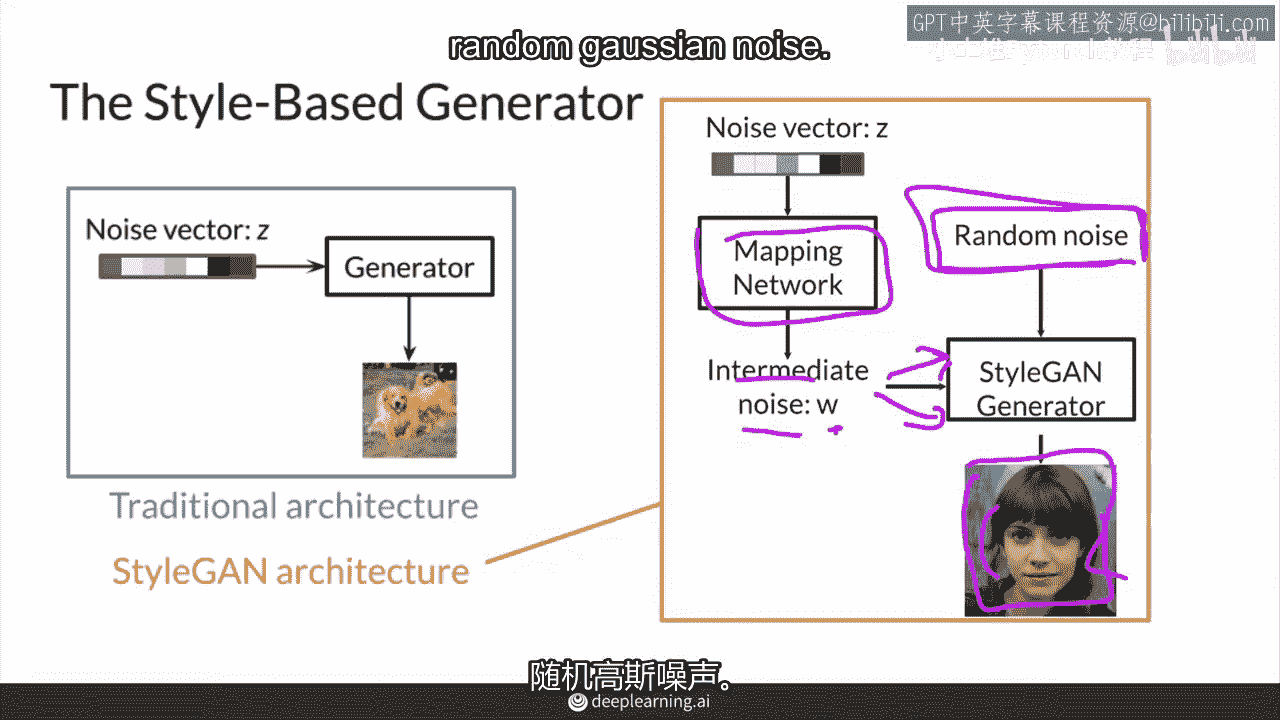 GPT中英字幕课程资源@bilibili.com
random gaussian noise.
The Style-Based Generator
Noise vector: z
Generator
Traditional architecture
StyleGAN architecture
Noise vector: z
Mapping
Network
Intermediate
noise: w
Random noise
StyleGAN
Generator
随机高斯噪声。
deeplearning.ai